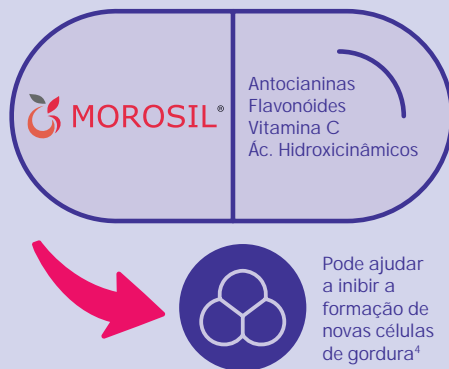 MOROSIL®
Antocianinas
Flavonóides
Vitamina C
Ác. Hidroxicinâmicos
Pode ajudar
a inibir a
formação de
novas células
de gordura⁴